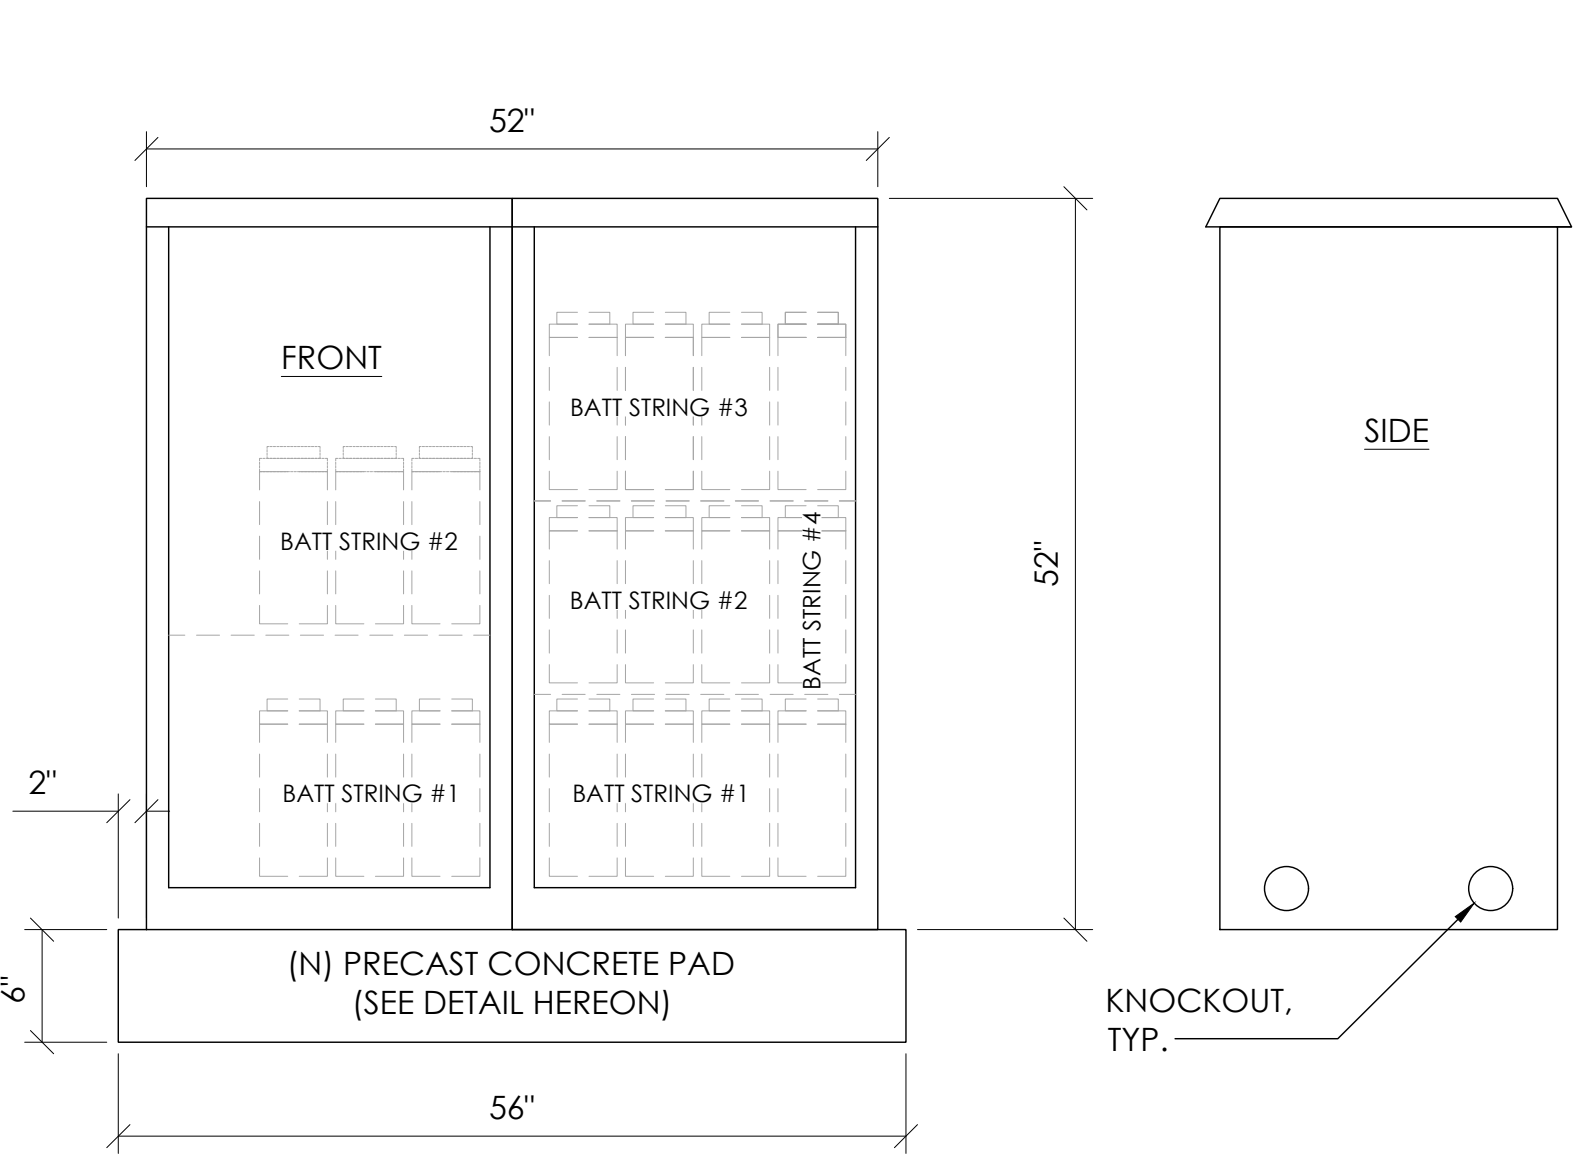 52"
FRONT
BATT STRING #3
SIDE
BATT STRING #2
BATT STRING #2
BATT STRING #4
52"
2"
BATT STRING #1
BATT STRING #1
6"
(N) PRECAST CONCRETE PAD
(SEE DETAIL HEREON)
KNOCKOUT,
TYP.
56"